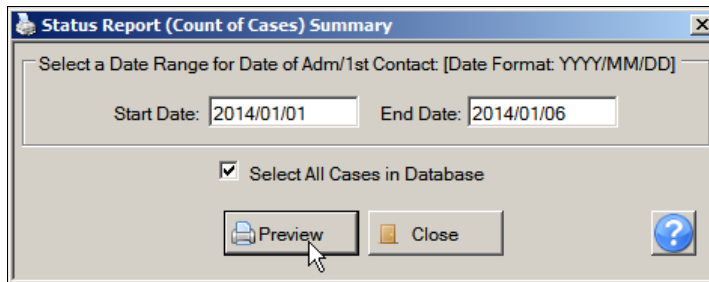 Status Report (Count of Cases) Summary
Select a Date Range for Date of Adm/1st Contact: [Date Format: YYYY/MM/DD]
Start Date: 2014/01/01 End Date: 2014/01/06
Select All Cases in Database
Preview Close ?